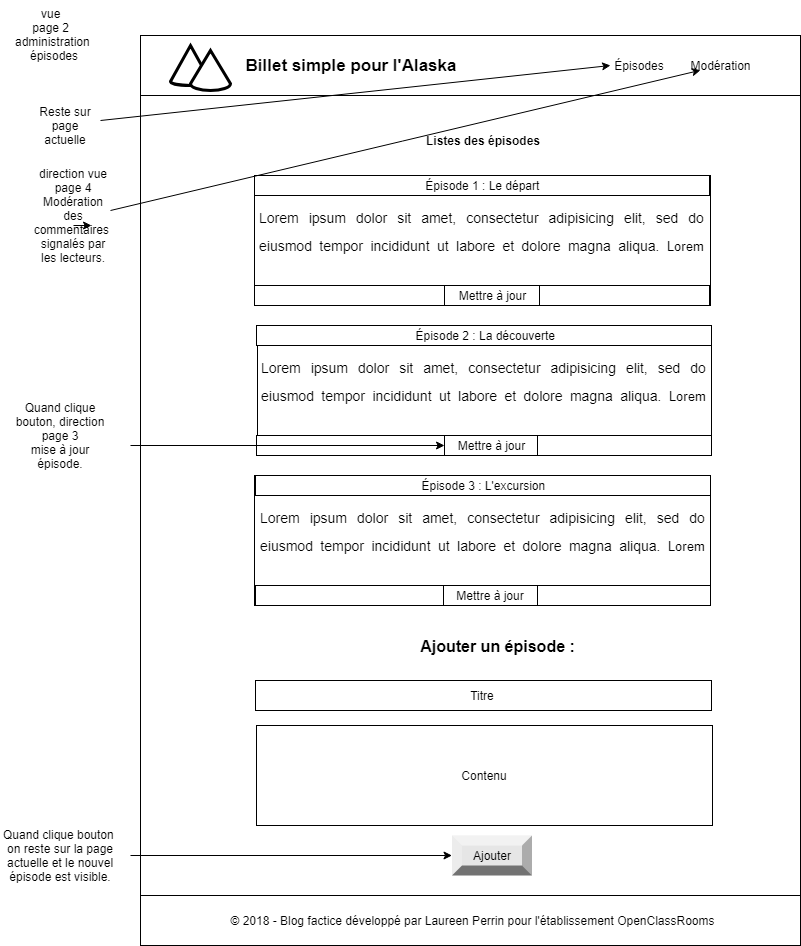 vue
page 2
administration
épisodes
Billet simple pour l'Alaska
Épisodes
Modération
Reste sur
page
actuelle
Listes des épisodes
direction vue
page 4
Modération
des
commentaires
signalés par
les lecteurs.
Épisode 1 : Le départ
Lorem ipsum dolor sit amet, consectetur adipisicing elit, sed do
eiusmod tempor incididunt ut labore et dolore magna aliqua. Lorem
Mettre à jour
Épisode 2 : La découverte
Lorem ipsum dolor sit amet, consectetur adipisicing elit, sed do
eiusmod tempor incididunt ut labore et dolore magna aliqua. Lorem
Mettre à jour
Quand clique
bouton, direction
page 3
mise à jour
épisode.
Épisode 3 : L'excursion
Lorem ipsum dolor sit amet, consectetur adipisicing elit, sed do
eiusmod tempor incididunt ut labore et dolore magna aliqua. Lorem
Mettre à jour
Ajouter un épisode :
Titre
Contenu
Quand clique bouton
on reste sur la page
actuelle et le nouvel
épisode est visible.
Ajouter
© 2018 - Blog factice développé par Laureen Perrin pour l'établissement OpenClassRooms